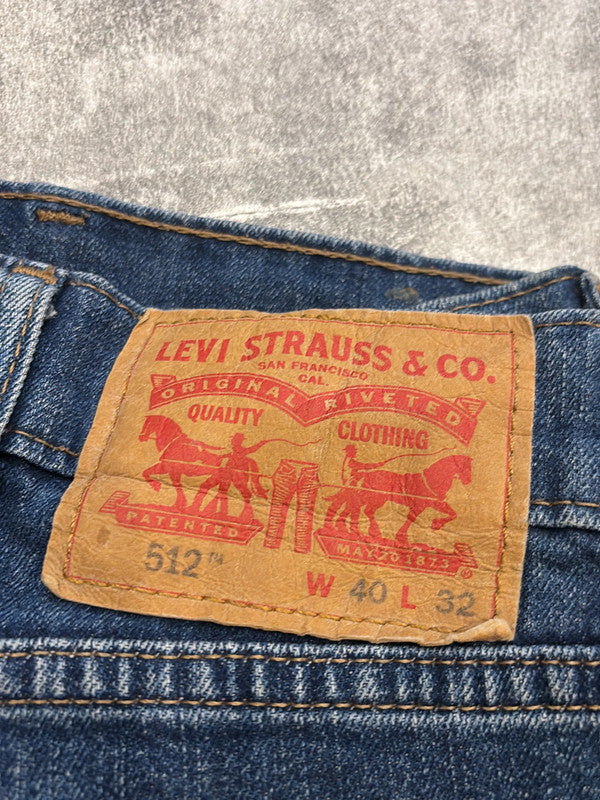 LEVI STRAUSS & CO.
SAN FRANCISCO
CAL.
ORIGINAL RIVETED
QUALITY CLOTHING
PATENTED MAY 20 1873
512™ W 40 L 32